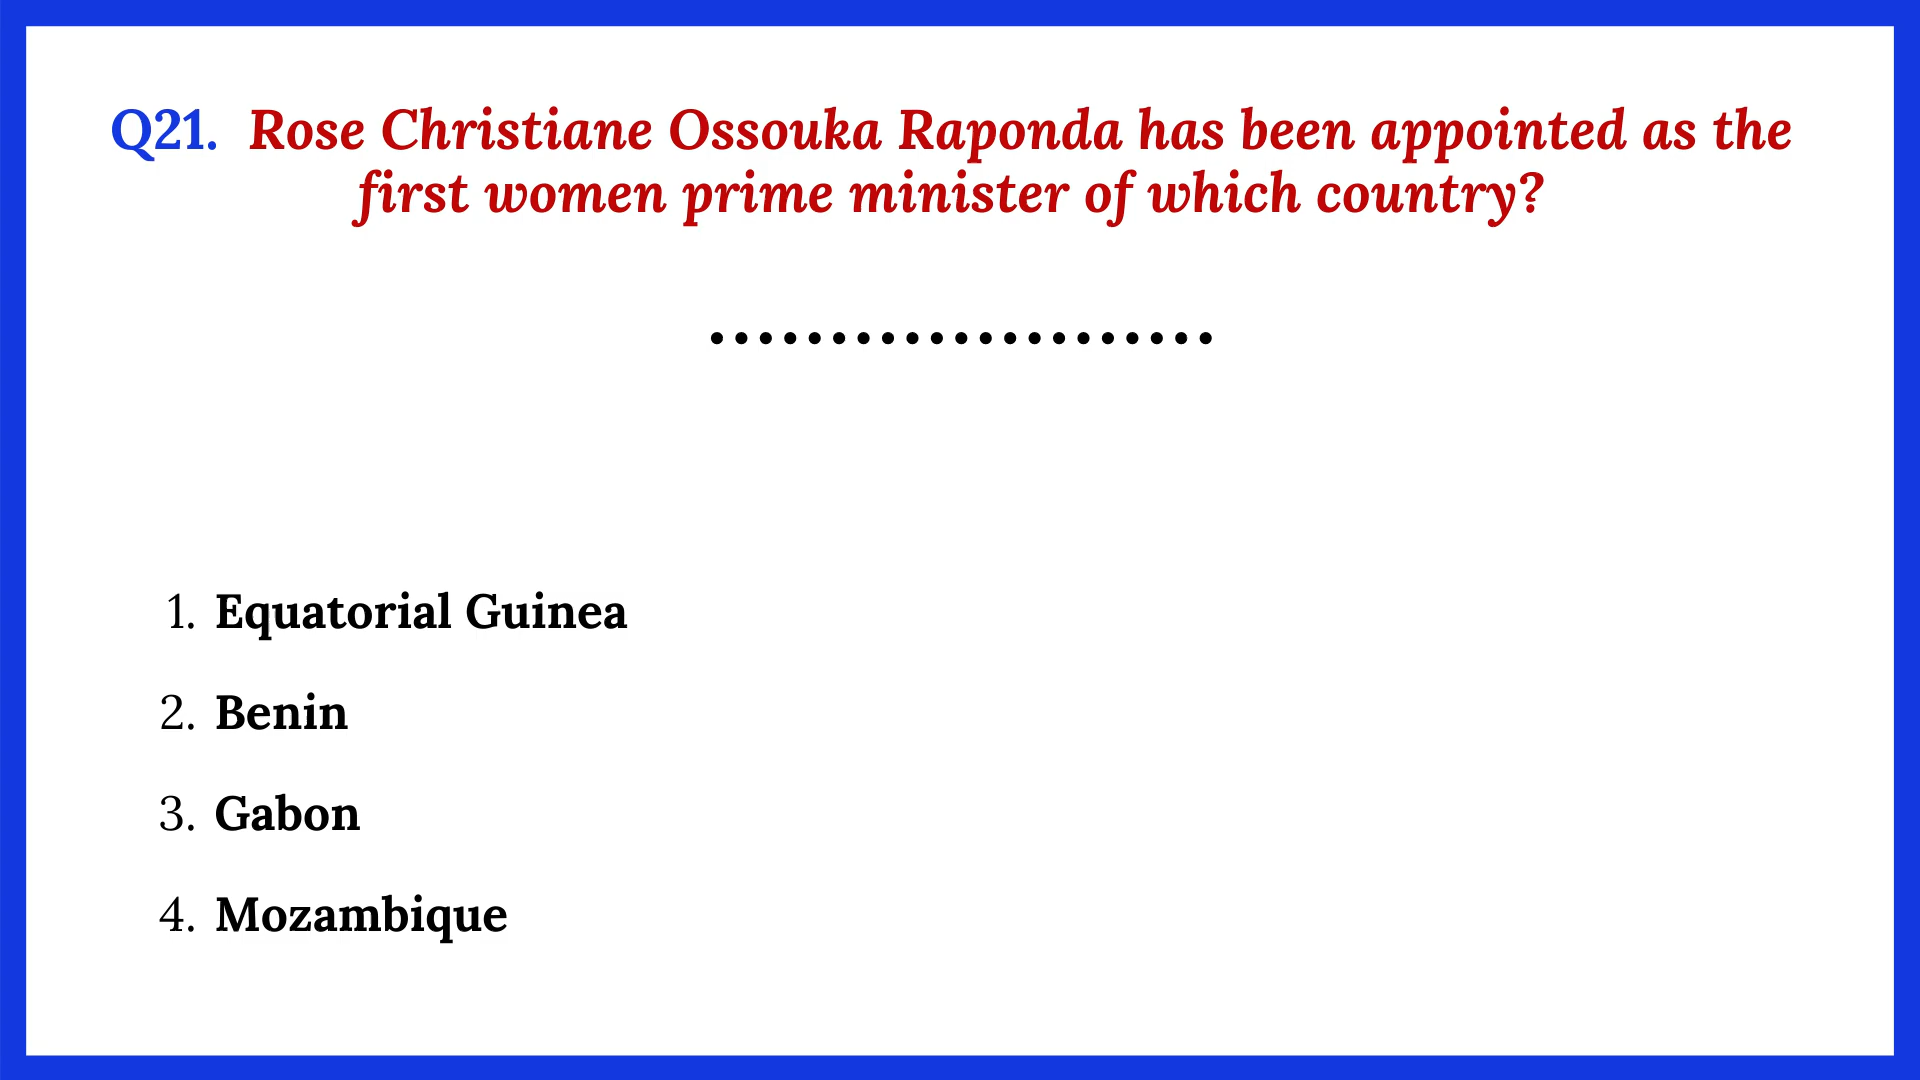 Q21. Rose Christiane Ossouka Raponda has been appointed as the
first women prime minister of which country?
.....................
1. Equatorial Guinea
2. Benin
3. Gabon
4. Mozambique